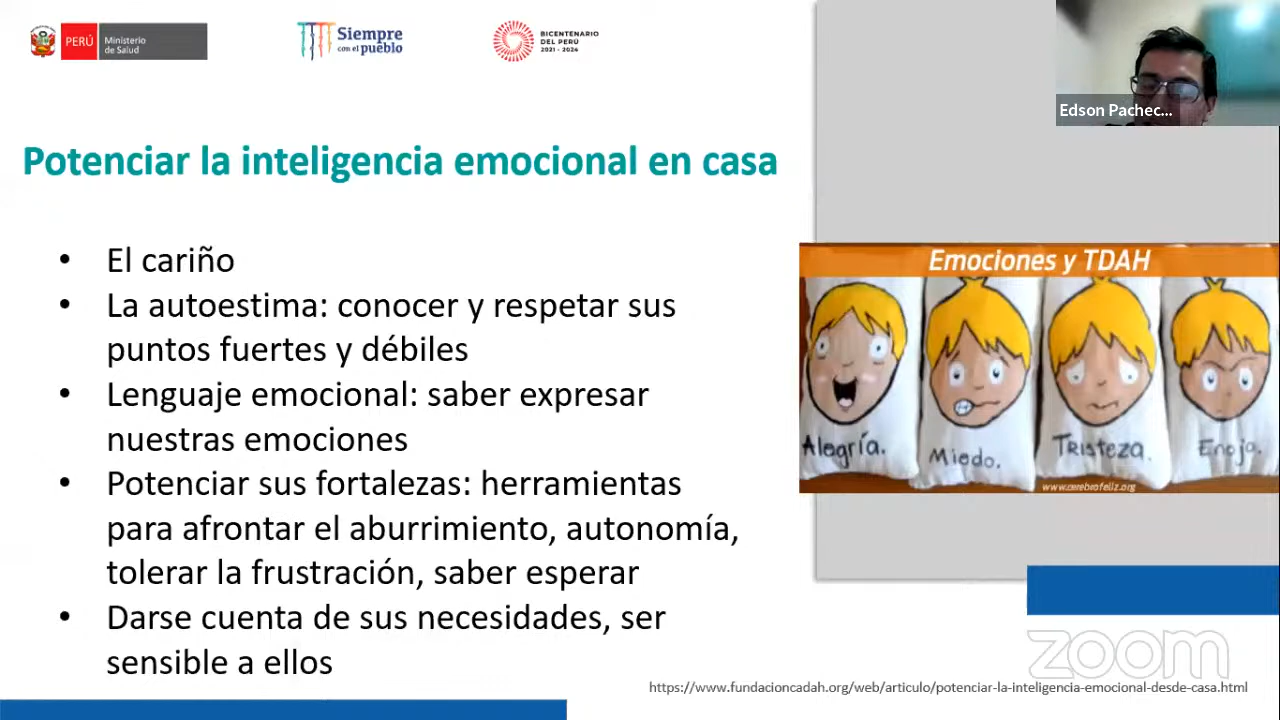 PERÚ
Ministerio
de Salud
Siempre
con el pueblo
BICENTENARIO
DEL PERÚ
2021 - 2024
Edson Pachec...
Potenciar la inteligencia emocional en casa
• El cariño
• La autoestima: conocer y respetar sus
puntos fuertes y débiles
• Lenguaje emocional: saber expresar
nuestras emociones
• Potenciar sus fortalezas: herramientas
para afrontar el aburrimiento, autonomía,
tolerar la frustración, saber esperar
• Darse cuenta de sus necesidades, ser
sensible a ellos
Emociones y TDAH
Alegría.
Miedo.
Tristeza.
Enojo.
www.cerebrofeliz.org
zoom
https://www.fundacioncadah.org/web/articulo/potenciar-la-inteligencia-emocional-desde-casa.html